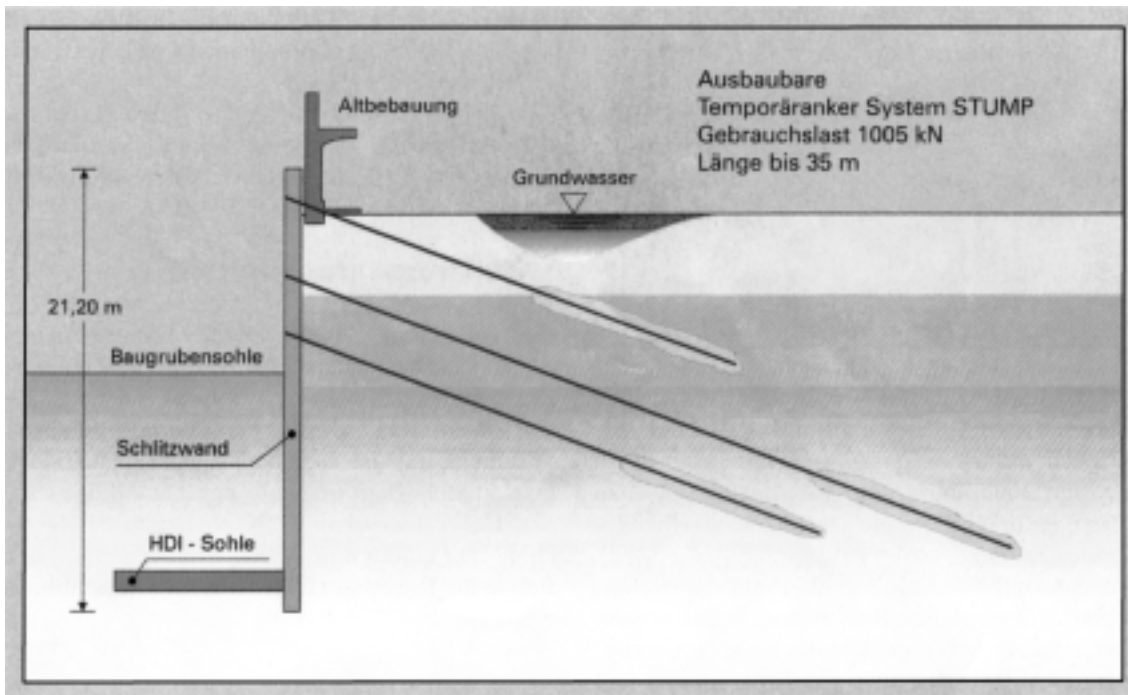 Ausbaubare
Temporäranker System STUMP
Gebrauchslast 1005 kN
Länge bis 35 m
Altbebauung
Grundwasser
21,20 m
Baugrubensohle
Schlitzwand
HDI - Sohle